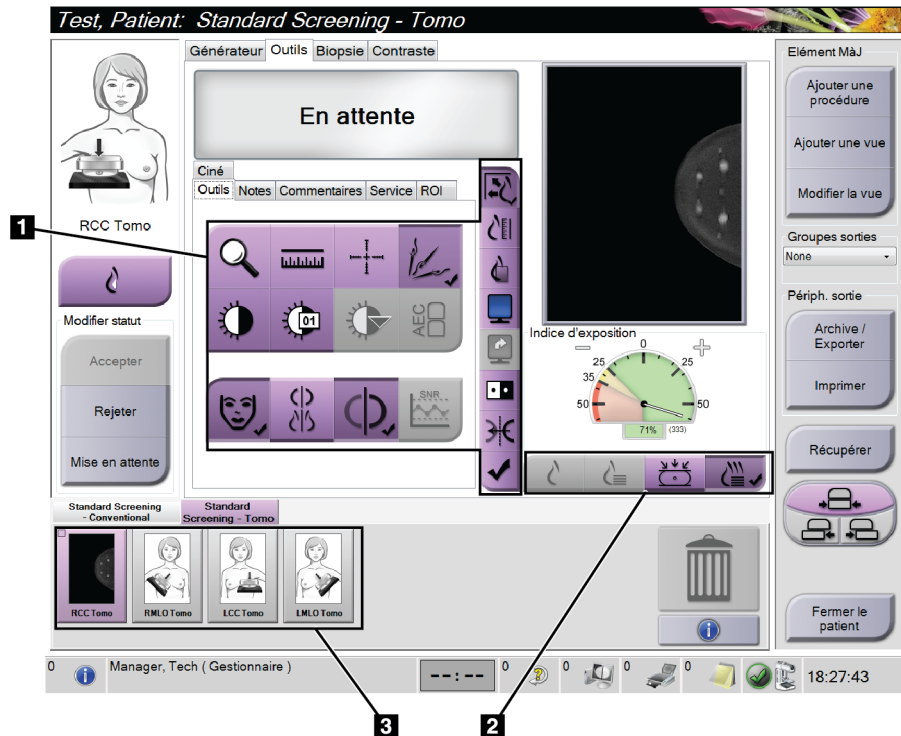 Test, Patient: Standard Screening - Tomo
Générateur Outils Biopsie Contraste
En attente
Ciné
Outils Notes Commentaires Service ROI
RCC Tomo
Modifier statut
Accepter
Rejeter
Mise en attente
1
01
AEC
SNR
Indice d'exposition
0
25
25
35
50
50
71% (333)
Elément MàJ
Ajouter une
procédure
Ajouter une vue
Modifier la vue
Groupes sorties
None
Périph. sortie
Archive /
Exporter
Imprimer
Récupérer
Fermer le
patient
Standard Screening
- Conventional
Standard
Screening - Tomo
RCC Tomo
RMLO Tomo
LCC Tomo
LMLO Tomo
0 Manager, Tech ( Gestionnaire ) --:-- 0 0 0 0 18:27:43
3
2